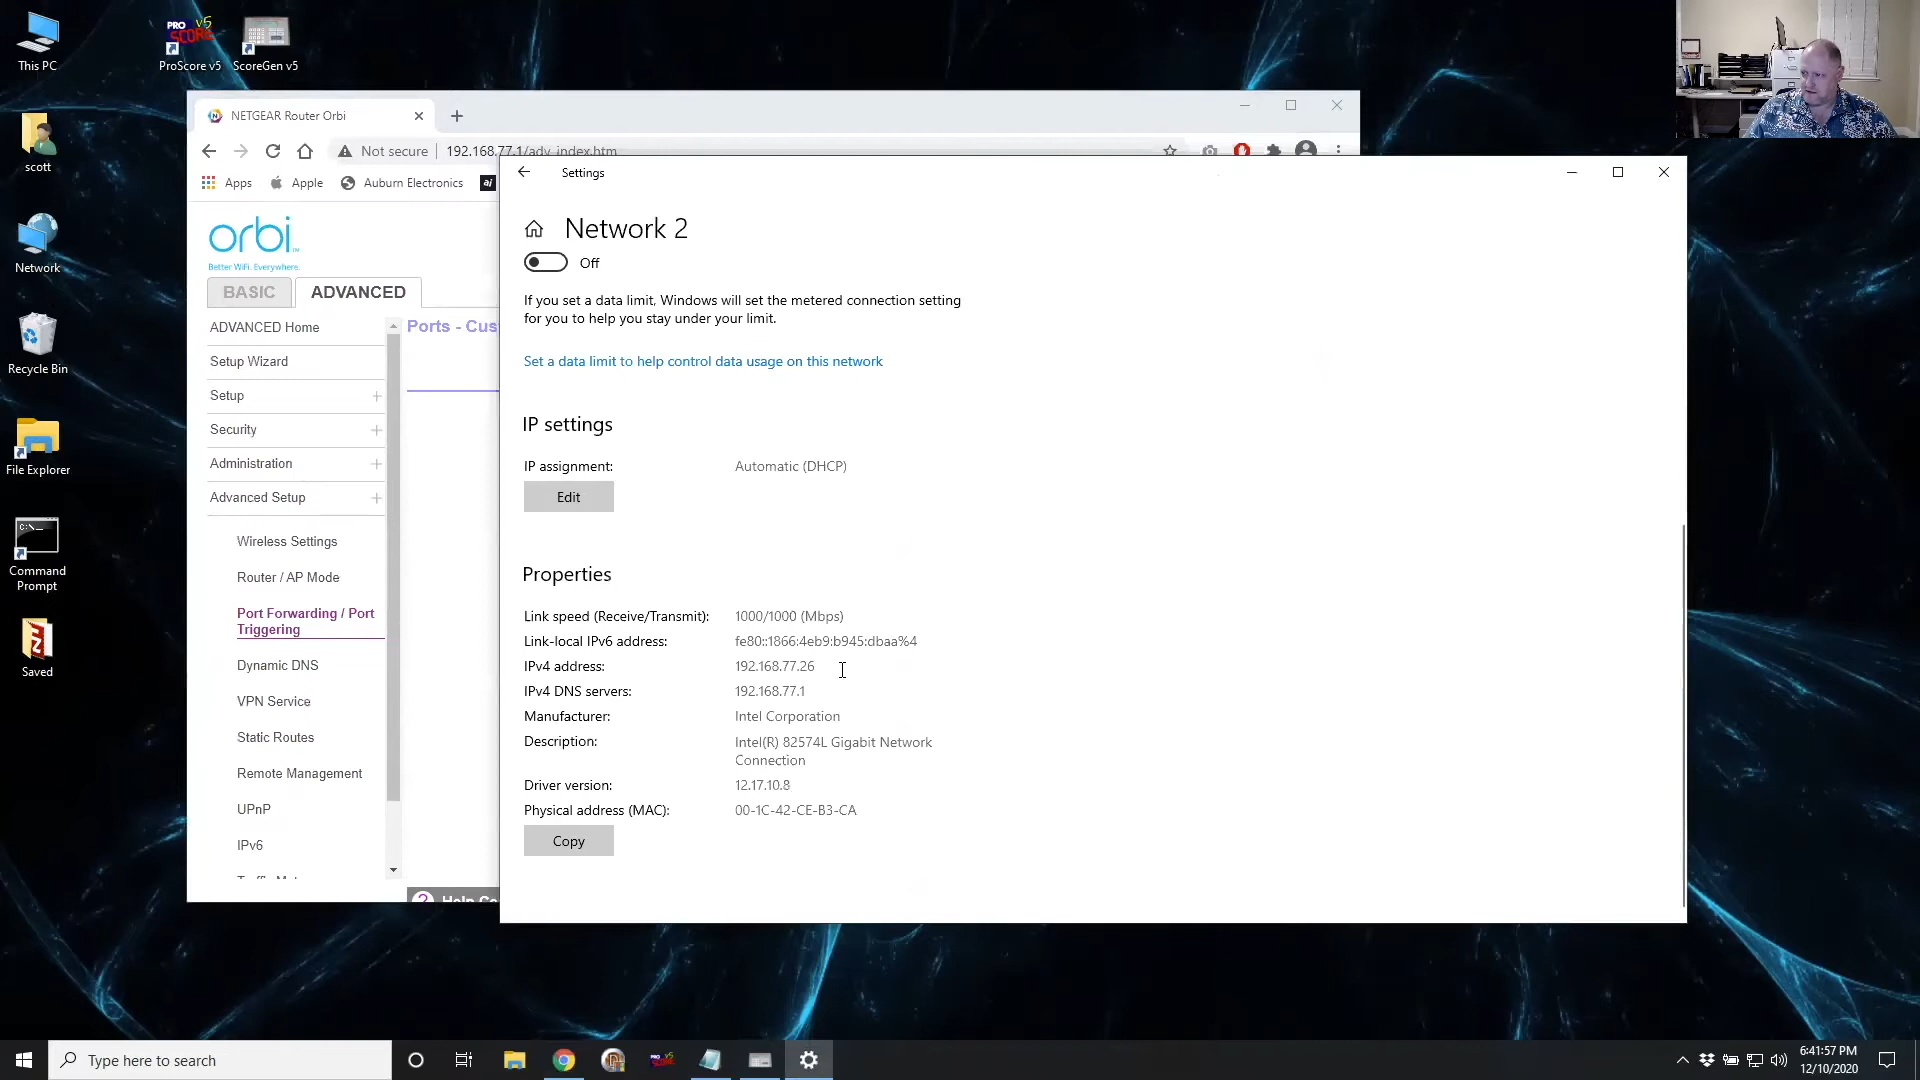 This PC
PRO v5
SCORE
ProScore v5
ScoreGen v5
scott
Network
Recycle Bin
File Explorer
C:\_
Command
Prompt
Saved
NETGEAR Router Orbi
Not secure
192.168.77.1/adv_index.htm
Apps
Apple
Auburn Electronics
aj
orbi
Better WiFi. Everywhere.
BASIC
ADVANCED
ADVANCED Home
Setup Wizard
Setup
Security
Administration
Advanced Setup
Wireless Settings
Router / AP Mode
Port Forwarding / Port
Triggering
Dynamic DNS
VPN Service
Static Routes
Remote Management
UPnP
IPv6
Ports - Cus
Settings
Network 2
Off
If you set a data limit, Windows will set the metered connection setting
for you to help you stay under your limit.
Set a data limit to help control data usage on this network
IP settings
IP assignment: Automatic (DHCP)
Edit
Properties
Link speed (Receive/Transmit): 1000/1000 (Mbps)
Link-local IPv6 address: fe80::1866:4eb9:b945:dbaa%4
IPv4 address: 192.168.77.26
IPv4 DNS servers: 192.168.77.1
Manufacturer: Intel Corporation
Description: Intel(R) 82574L Gigabit Network
Connection
Driver version: 12.17.10.8
Physical address (MAC): 00-1C-42-CE-B3-CA
Copy
Type here to search
6:41:57 PM
12/10/2020